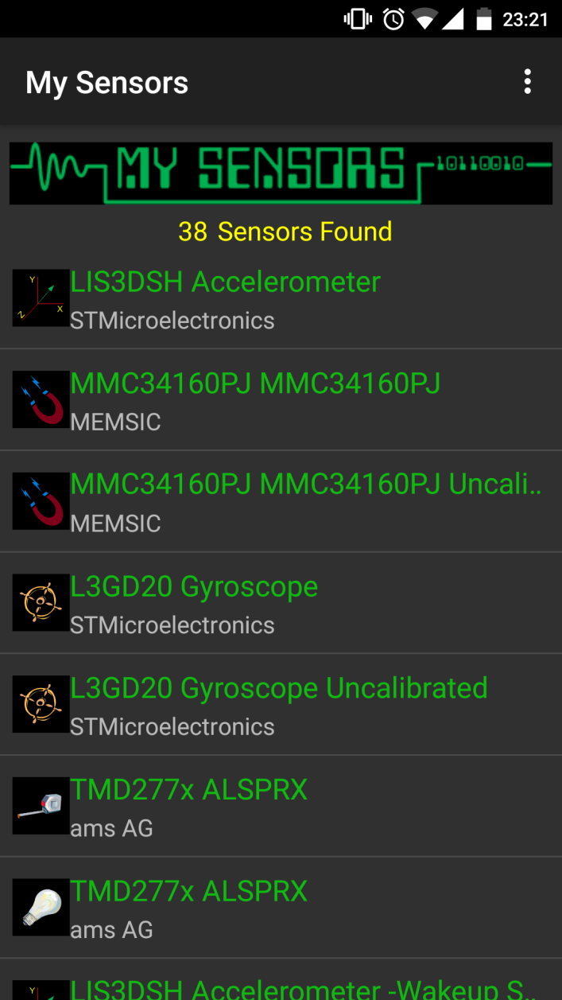 23:21
My Sensors
MY SENSORS 10110010
38 Sensors Found
Y
Z X
LIS3DSH Accelerometer
STMicroelectronics
MMC34160PJ MMC34160PJ
MEMSIC
MMC34160PJ MMC34160PJ Uncali..
MEMSIC
L3GD20 Gyroscope
STMicroelectronics
L3GD20 Gyroscope Uncalibrated
STMicroelectronics
TMD277x ALSPRX
ams AG
TMD277x ALSPRX
ams AG
Y
LIS3DSH Accelerometer -Wakeup S..